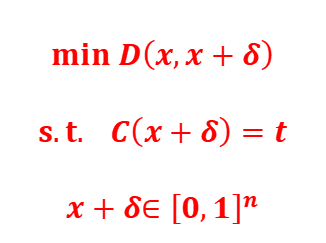 min D(x, x + δ)
s. t. C(x + δ) = t
x + δ∈ [0, 1]ⁿ